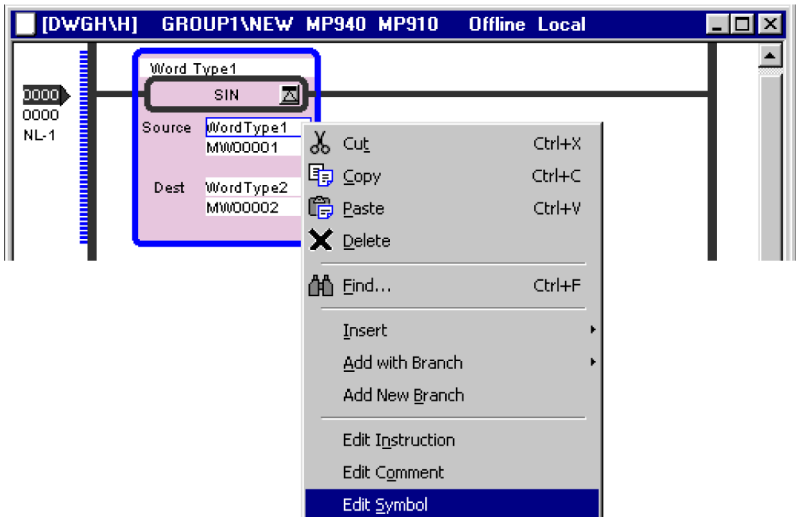 [DWGH\H] GROUP1\NEW MP940 MP910 Offline Local
Word Type1
SIN
0000
0000
NL-1
Source WordType1
MW00001
Dest WordType2
MW00002
Cut Ctrl+X
Copy Ctrl+C
Paste Ctrl+V
Delete
Find... Ctrl+F
Insert
Add with Branch
Add New Branch
Edit Instruction
Edit Comment
Edit Symbol